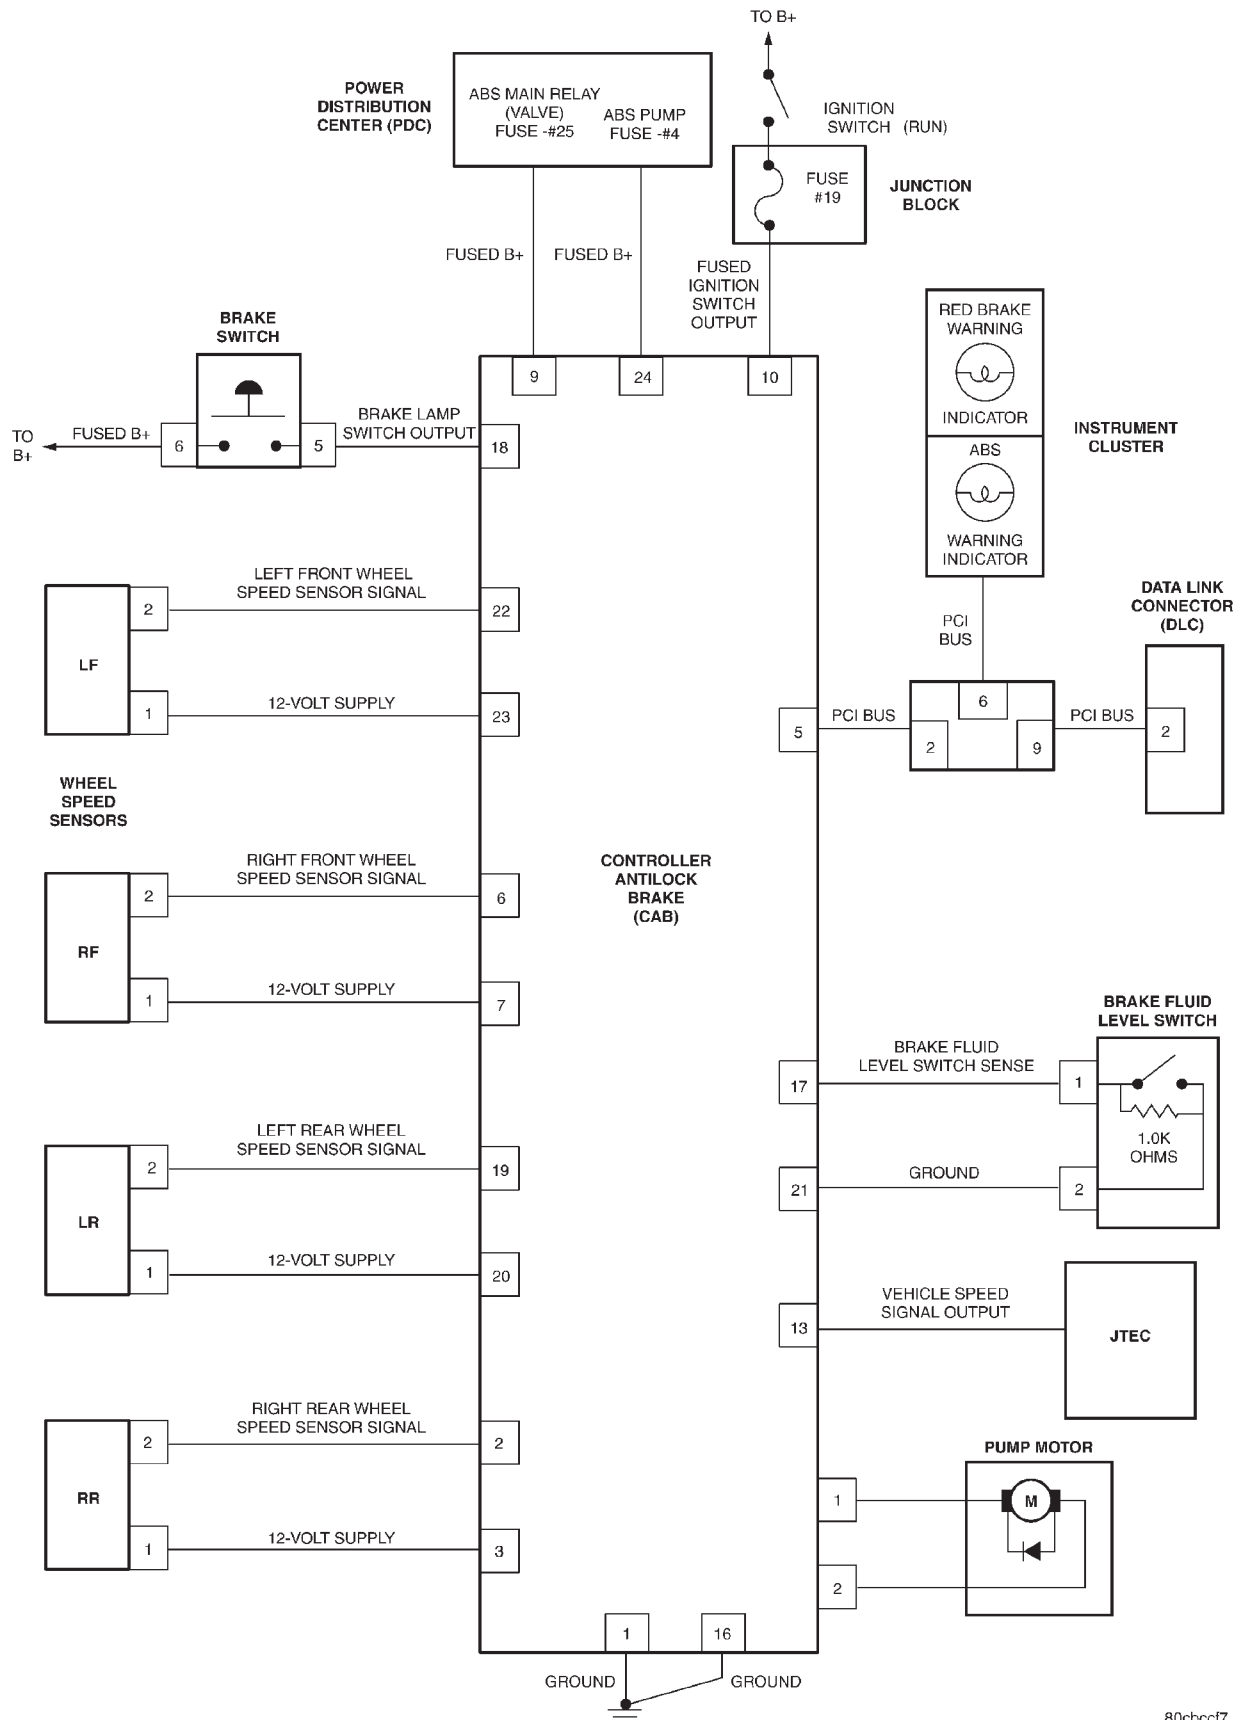 TO B+
POWER
DISTRIBUTION
CENTER (PDC)
ABS MAIN RELAY
(VALVE)
FUSE -#25
ABS PUMP
FUSE -#4
IGNITION
SWITCH (RUN)
FUSE
#19
JUNCTION
BLOCK
FUSED B+
FUSED B+
FUSED
IGNITION
SWITCH
OUTPUT
BRAKE
SWITCH
RED BRAKE
WARNING
INDICATOR
ABS
WARNING
INDICATOR
INSTRUMENT
CLUSTER
9
24
10
TO
B+
FUSED B+
6
5
BRAKE LAMP
SWITCH OUTPUT
18
LEFT FRONT WHEEL
SPEED SENSOR SIGNAL
2
22
LF
12-VOLT SUPPLY
1
23
PCI
BUS
DATA LINK
CONNECTOR
(DLC)
5
PCI BUS
6
2
9
PCI BUS
2
WHEEL
SPEED
SENSORS
RIGHT FRONT WHEEL
SPEED SENSOR SIGNAL
2
6
RF
12-VOLT SUPPLY
1
7
CONTROLLER
ANTILOCK
BRAKE
(CAB)
BRAKE FLUID
LEVEL SWITCH
BRAKE FLUID
LEVEL SWITCH SENSE
17
1
1.0K
OHMS
GROUND
21
2
LEFT REAR WHEEL
SPEED SENSOR SIGNAL
2
19
LR
12-VOLT SUPPLY
1
20
VEHICLE SPEED
SIGNAL OUTPUT
13
JTEC
RIGHT REAR WHEEL
SPEED SENSOR SIGNAL
2
2
RR
12-VOLT SUPPLY
1
3
PUMP MOTOR
1
M
2
1
16
GROUND
GROUND
80cbccf7